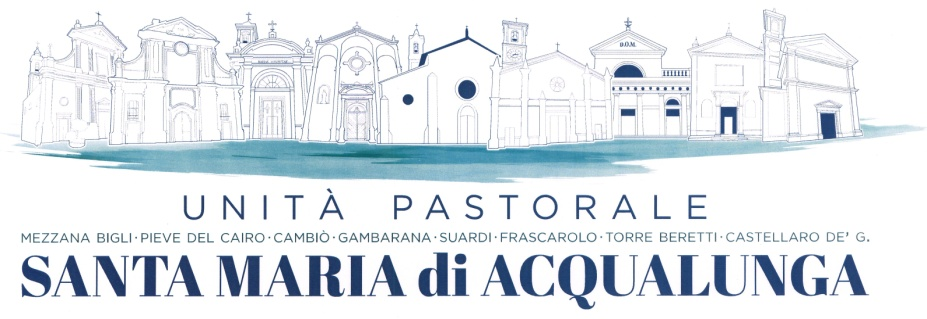 D.O.M.
UNITÀ PASTORALE
MEZZANA BIGLI·PIEVE DEL CAIRO·CAMBIÒ·GAMBARANA·SUARDI·FRASCAROLO·TORRE BERETTI·CASTELLARO DE' G.
SANTA MARIA di ACQUALUNGA